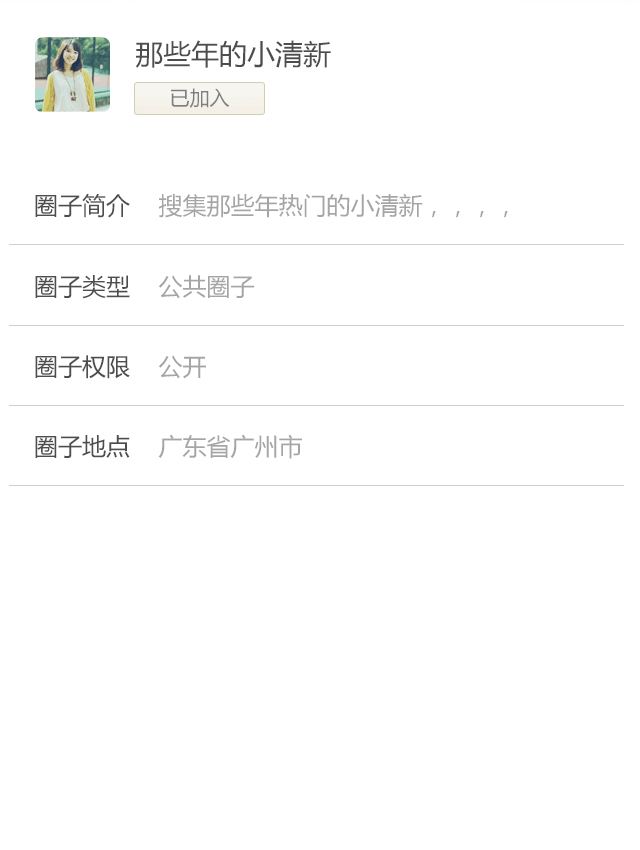 那些年的小清新
已加入
圈子简介 搜集那些年热门的小清新，，，，
圈子类型 公共圈子
圈子权限 公开
圈子地点 广东省广州市